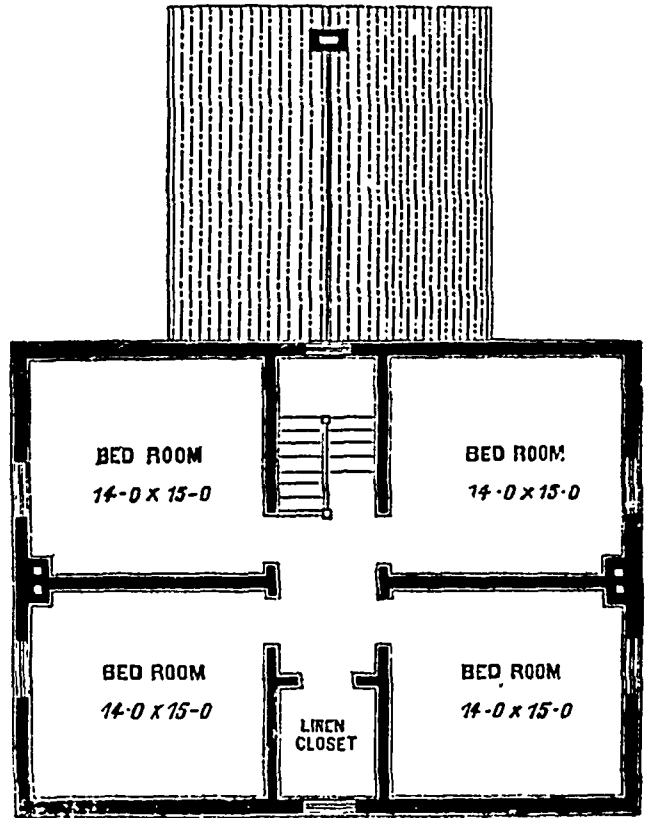 BED ROOM
14-0 X 15-0
BED ROOM
14-0 X 15-0
BED ROOM
14-0 X 15-0
BED ROOM
14-0 X 15-0
LINEN
CLOSET